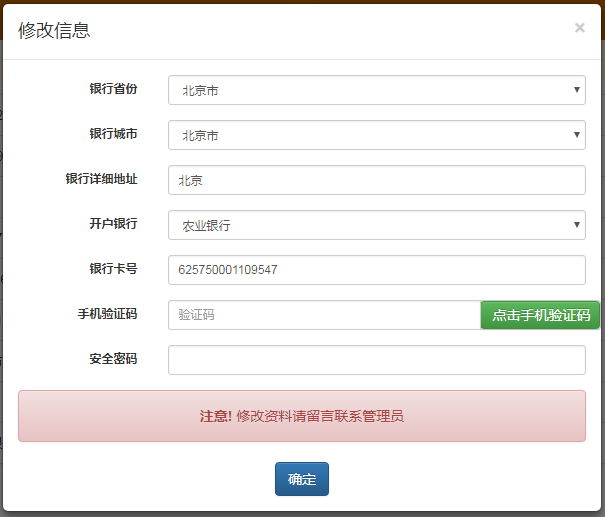 修改信息 ×
银行省份 北京市
银行城市 北京市
银行详细地址 北京
开户银行 农业银行
银行卡号 625750001109547
手机验证码 验证码 点击手机验证码
安全密码
注意! 修改资料请留言联系管理员
确定